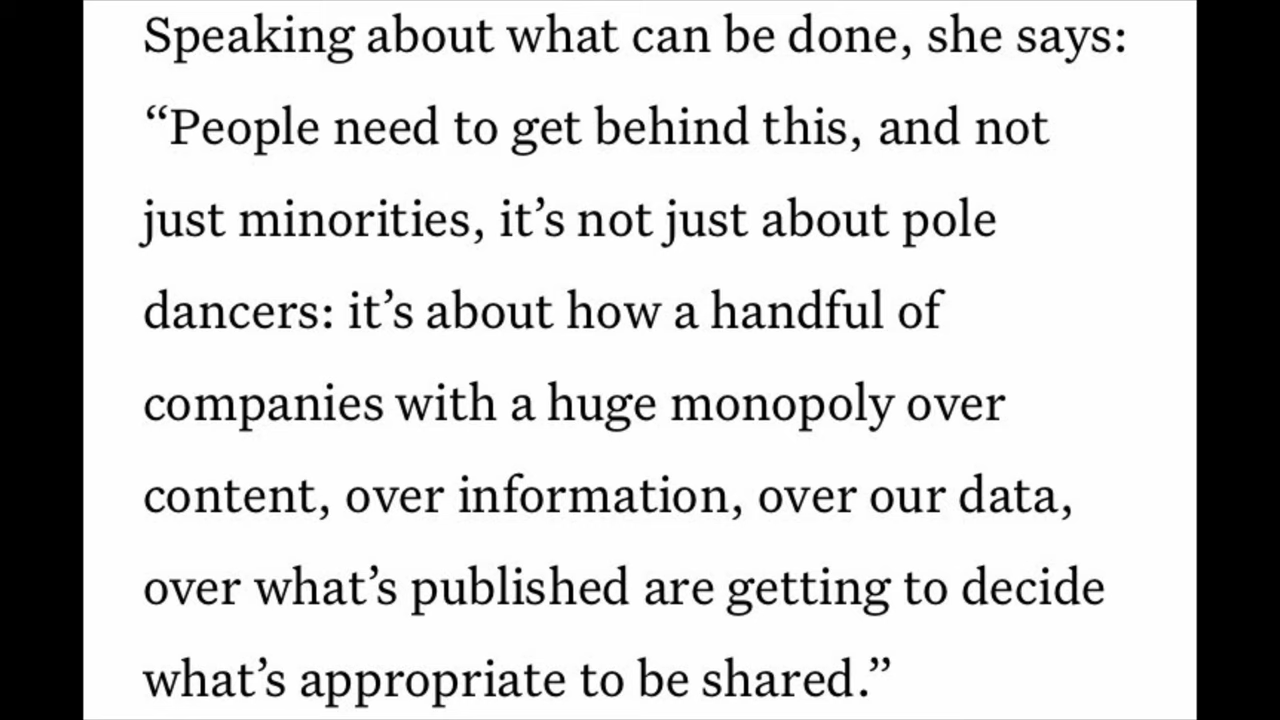 Speaking about what can be done, she says:
“People need to get behind this, and not
just minorities, it’s not just about pole
dancers: it’s about how a handful of
companies with a huge monopoly over
content, over information, over our data,
over what’s published are getting to decide
what’s appropriate to be shared.”